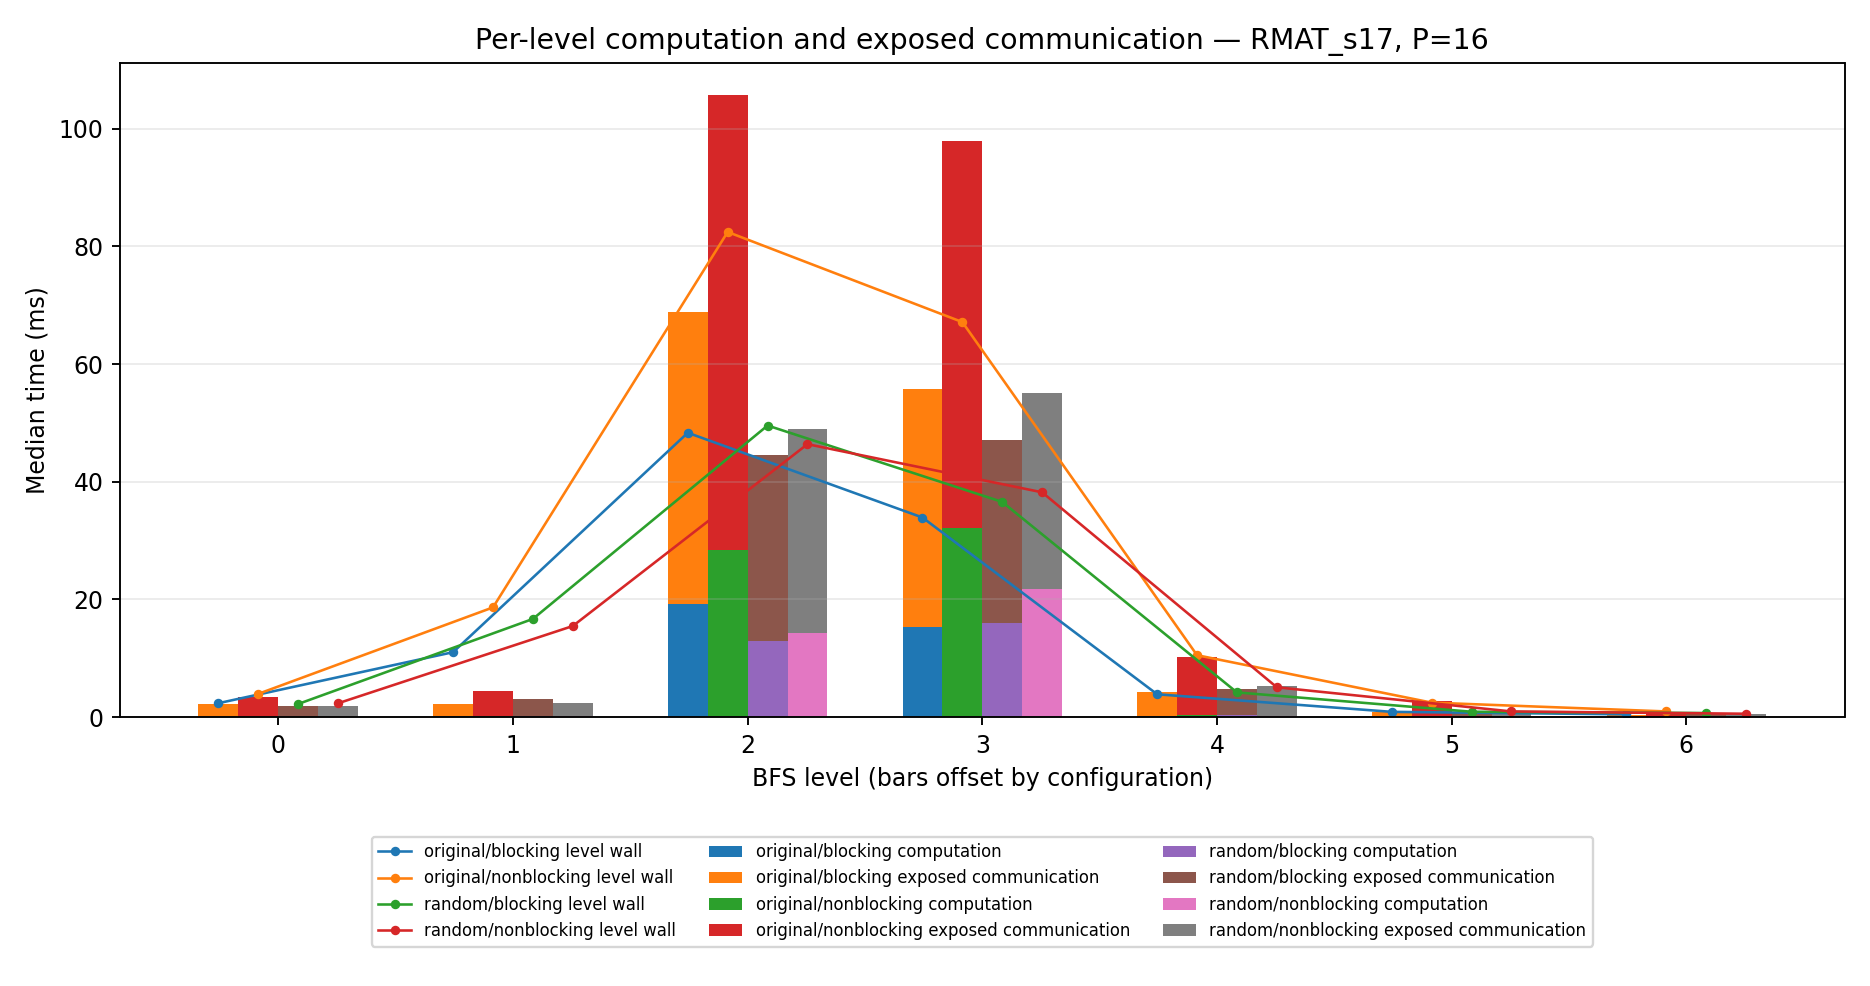 Per-level computation and exposed communication — RMAT_s17, P=16
Median time (ms)
100
80
60
40
20
0
0 1 2 3 4 5 6
BFS level (bars offset by configuration)
original/blocking level wall
original/nonblocking level wall
random/blocking level wall
random/nonblocking level wall
original/blocking computation
original/blocking exposed communication
original/nonblocking computation
original/nonblocking exposed communication
random/blocking computation
random/blocking exposed communication
random/nonblocking computation
random/nonblocking exposed communication